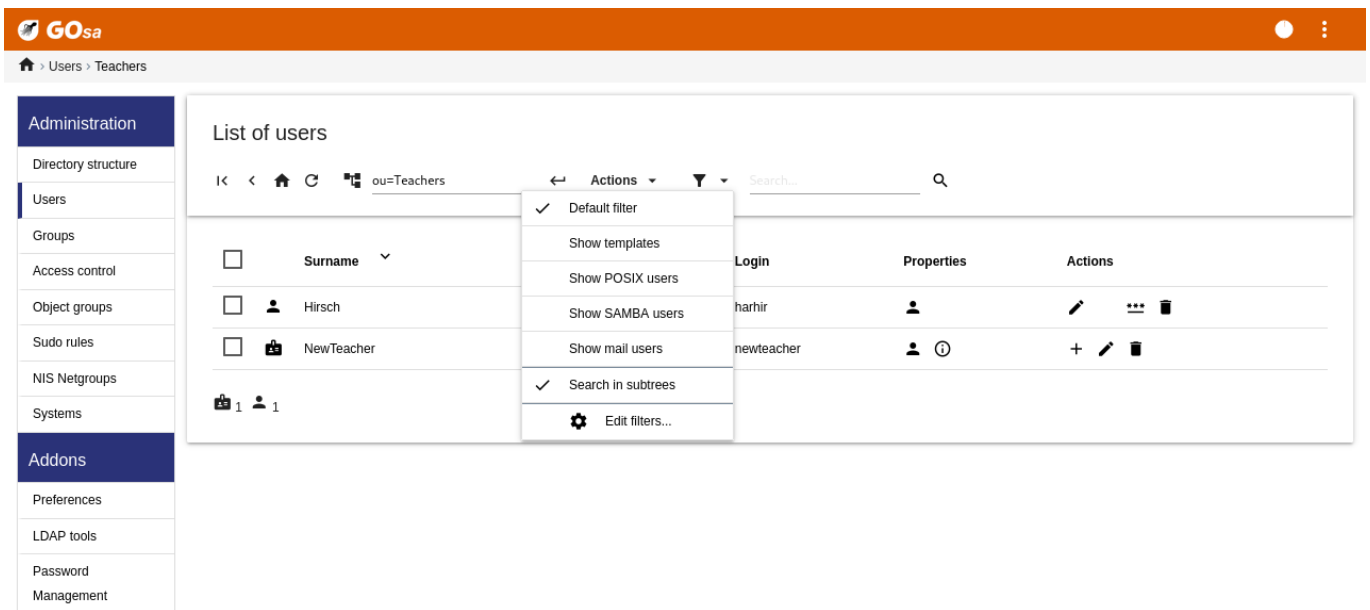 GOsa
› Users › Teachers
Administration
Directory structure
Users
Groups
Access control
Object groups
Sudo rules
NIS Netgroups
Systems
Addons
Preferences
LDAP tools
Password
Management
List of users
ou=Teachers
Actions
Search...
Default filter
Show templates
Show POSIX users
Show SAMBA users
Show mail users
Search in subtrees
Edit filters...
Surname Login Properties Actions
Hirsch harhir
NewTeacher newteacher
1 1